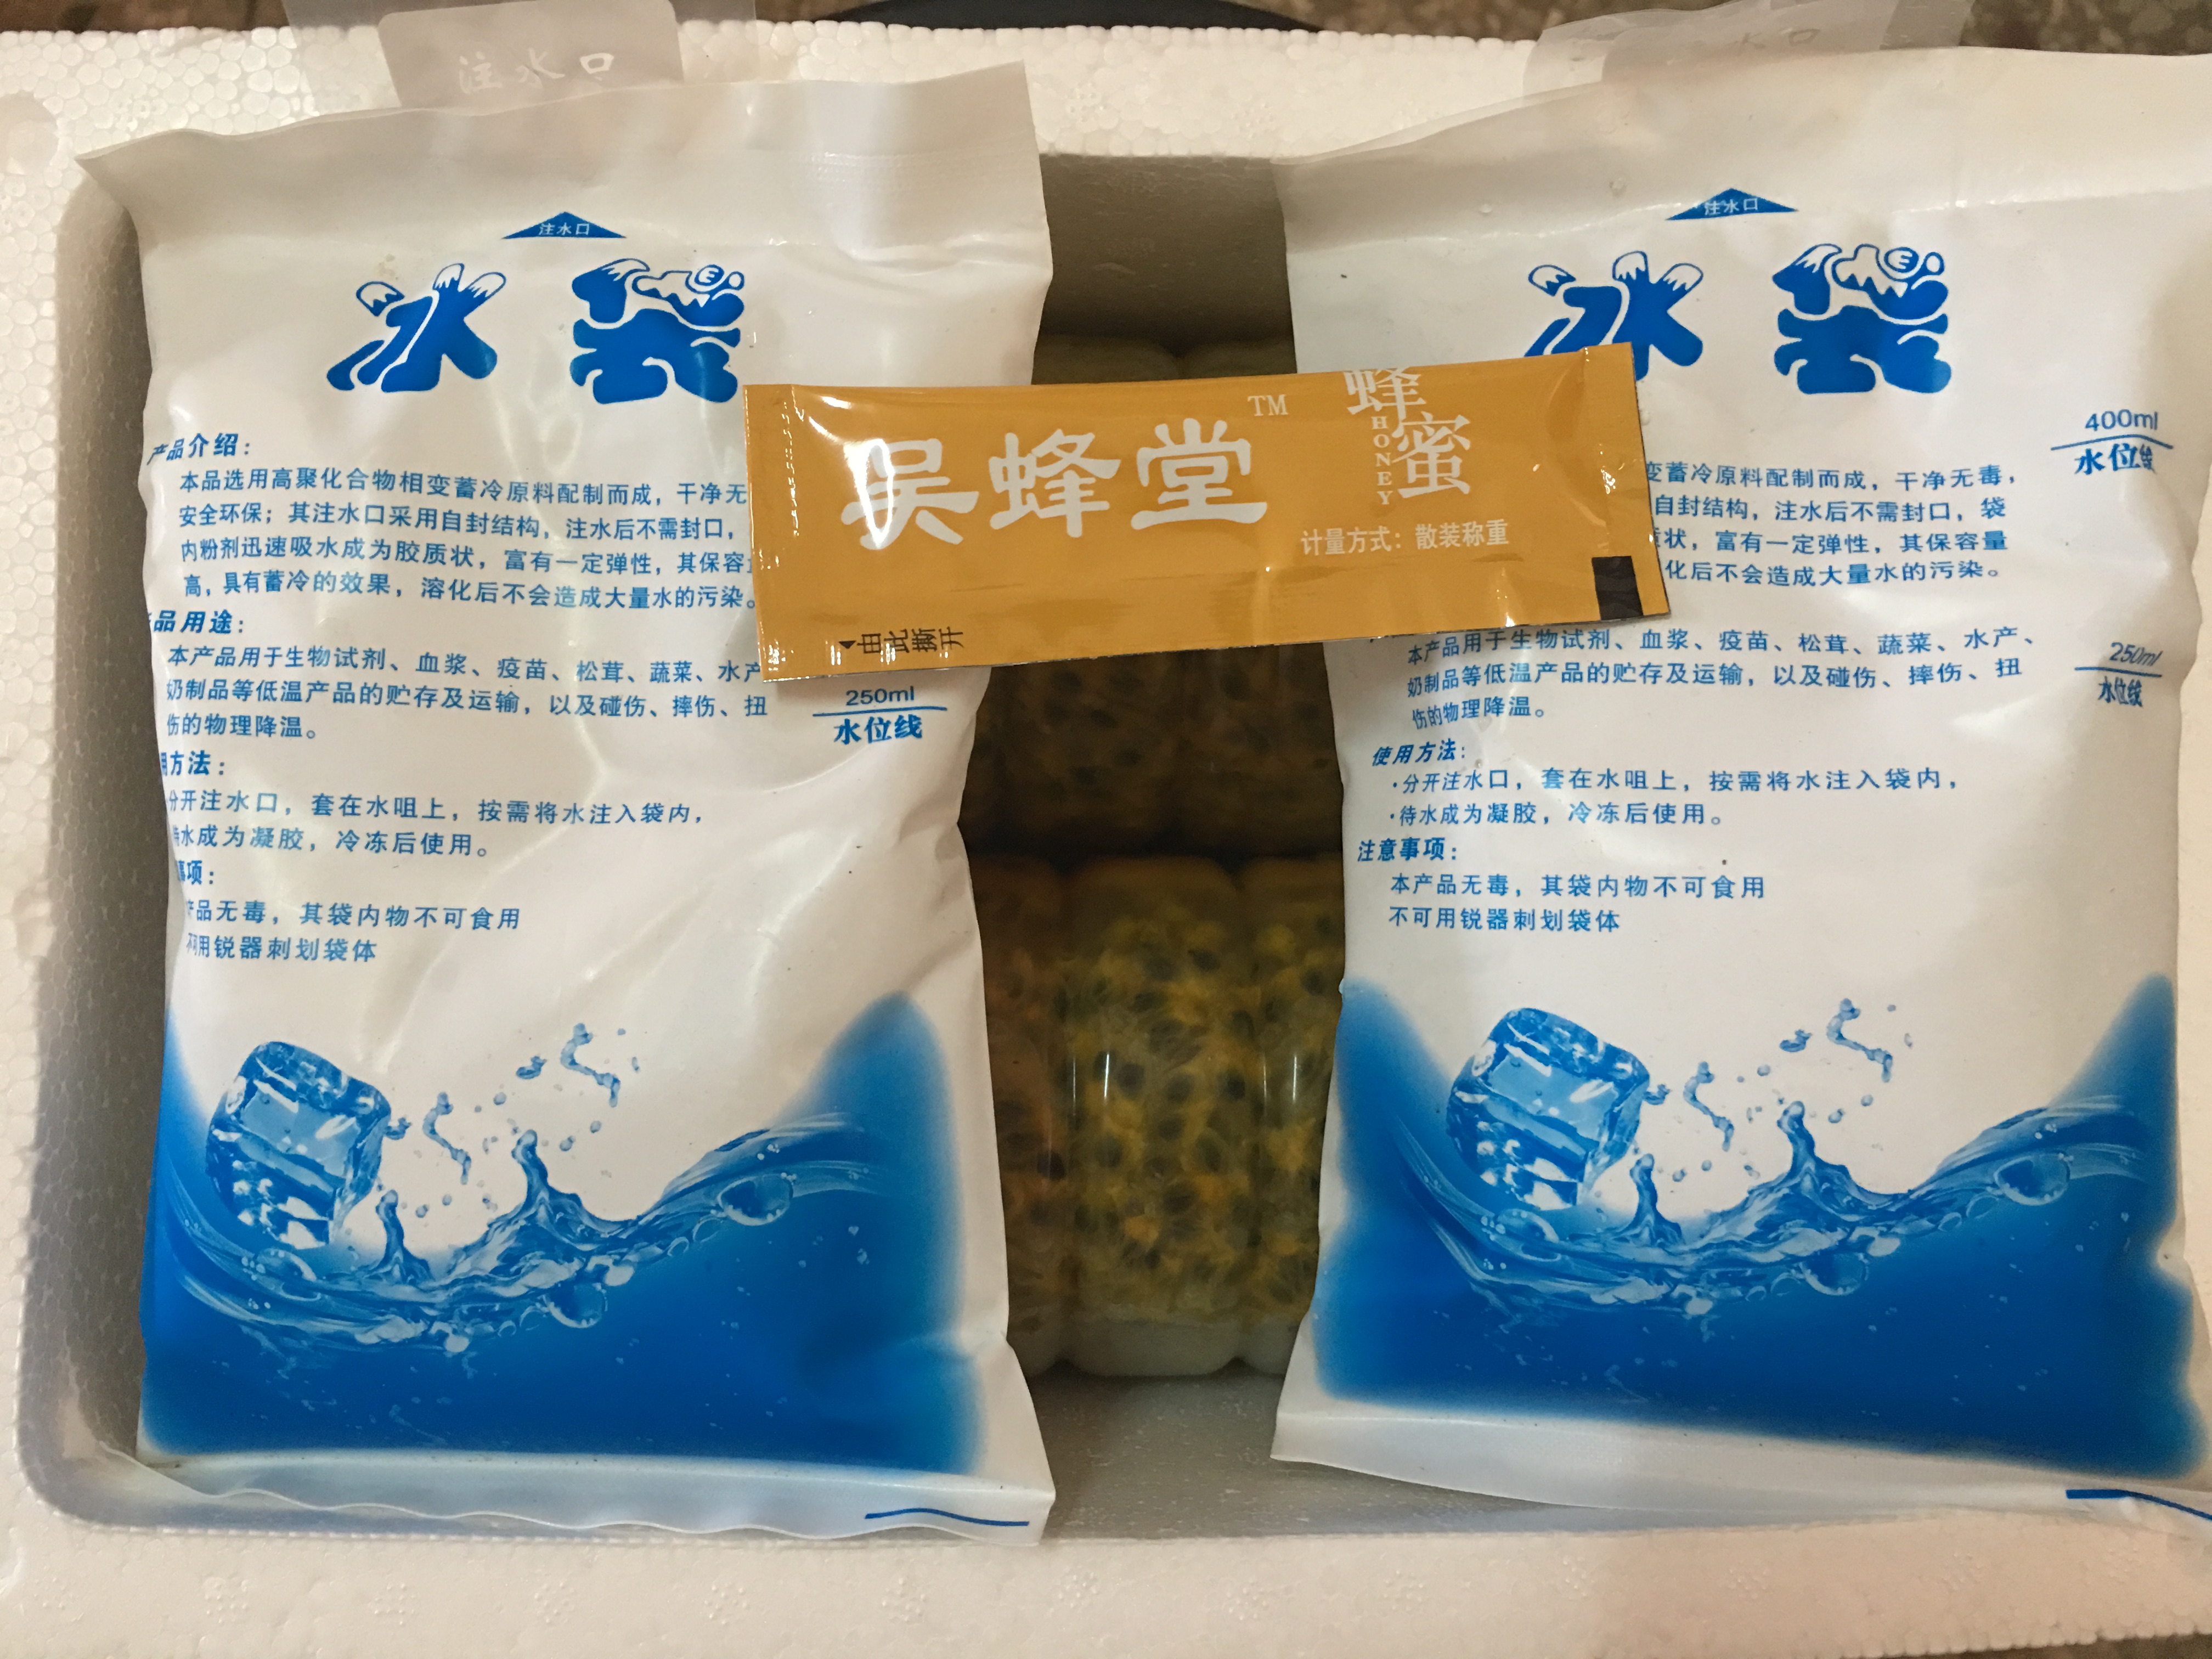 注水口
注水口
冰袋
产品介绍：
本品选用高聚化合物相变蓄冷原料配制而成，干净无
安全环保；其注水口采用自封结构，注水后不需封口，
内粉剂迅速吸水成为胶质状，富有一定弹性，其保容
高，具有蓄冷的效果，溶化后不会造成大量水的污染。
品用途：
本产品用于生物试剂、血浆、疫苗、松茸、蔬菜、水产
奶制品等低温产品的贮存及运输，以及碰伤、摔伤、扭
伤的物理降温。
250ml
水位线
用方法：
分开注水口，套在水咀上，按需将水注入袋内，
待水成为凝胶，冷冻后使用。
事项：
产品无毒，其袋内物不可食用
不可用锐器刺划袋体
吴蜂堂™
蜂蜜
HONEY
计量方式：散装称重
◀由此撕开
水口
注水口
冰袋
400ml
水位线
变蓄冷原料配制而成，干净无毒，
自封结构，注水后不需封口，袋
质状，富有一定弹性，其保容量
化后不会造成大量水的污染。
本产品用于生物试剂、血浆、疫苗、松茸、蔬菜、水产、
奶制品等低温产品的贮存及运输，以及碰伤、摔伤、扭
伤的物理降温。
250ml
水位线
使用方法：
·分开注水口，套在水咀上，按需将水注入袋内，
·待水成为凝胶，冷冻后使用。
注意事项：
本产品无毒，其袋内物不可食用
不可用锐器刺划袋体